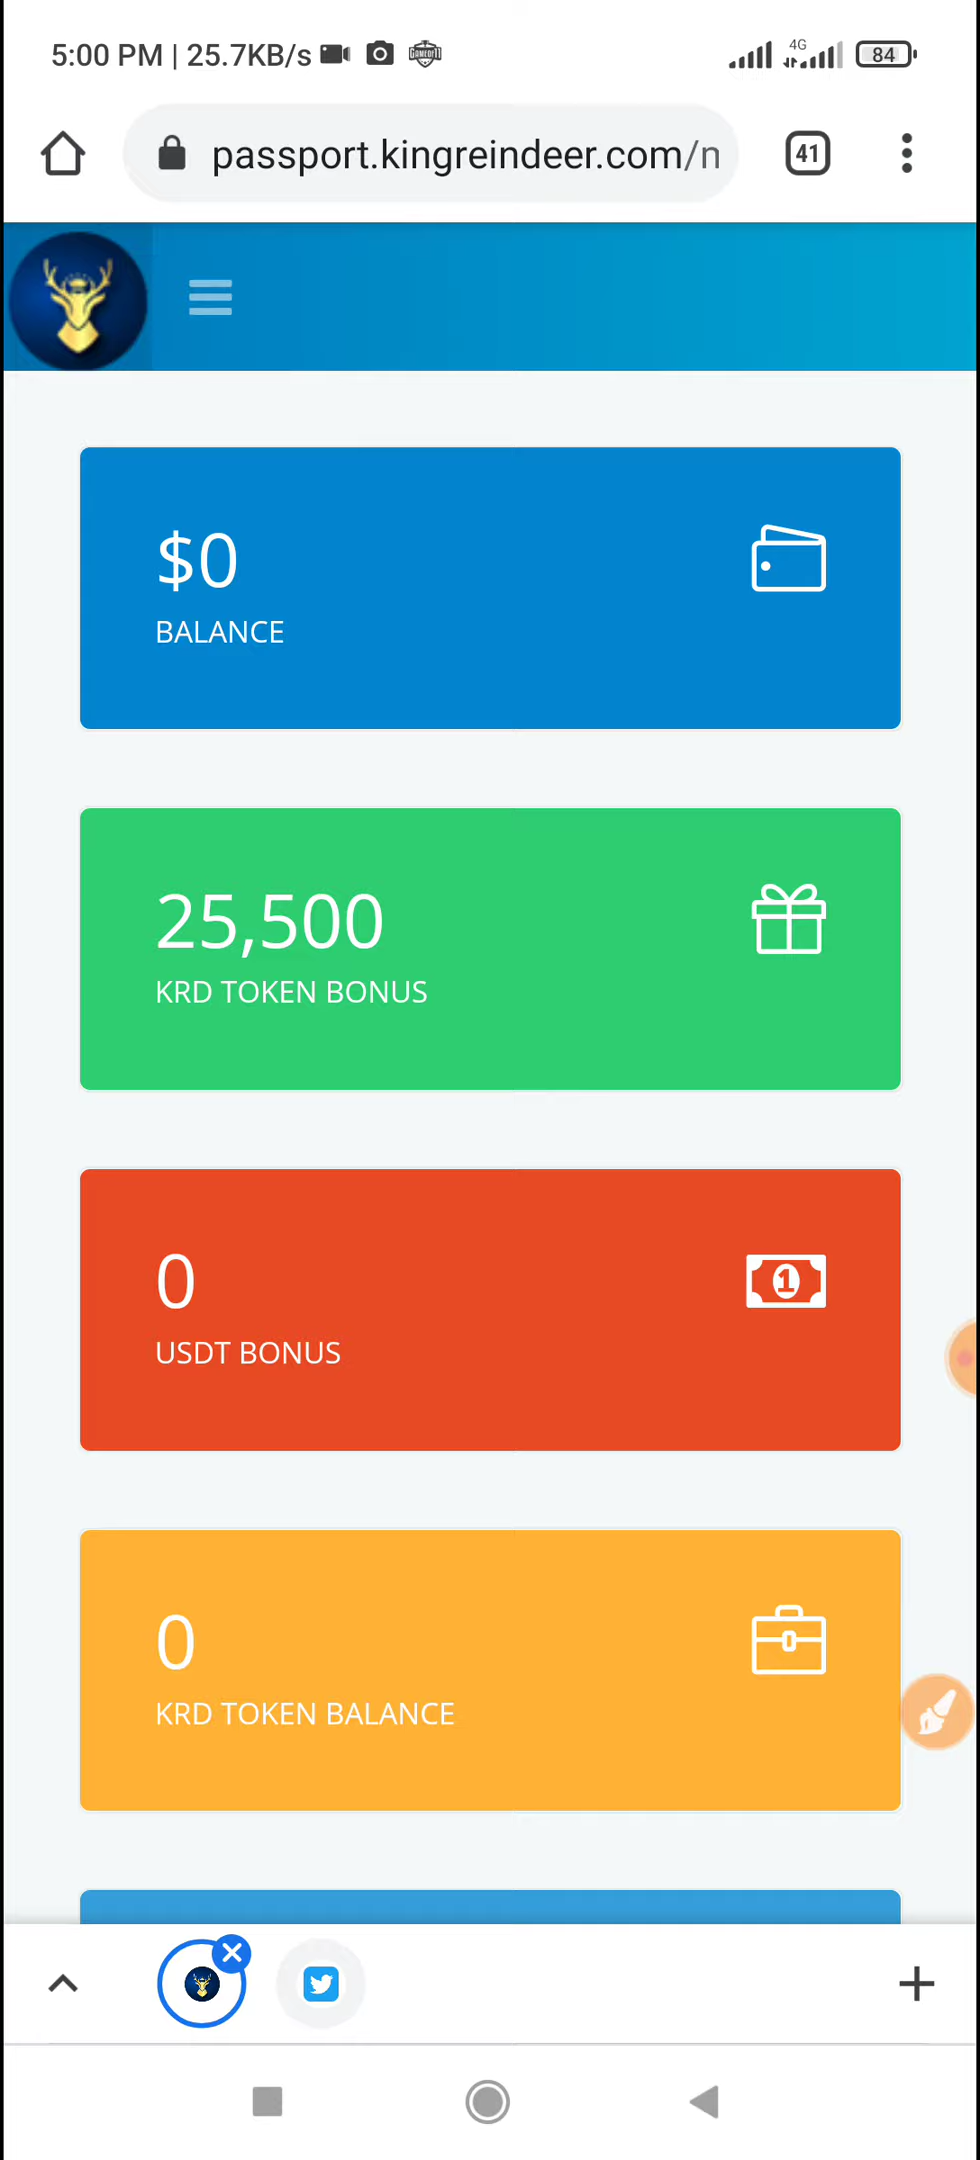 5:00 PM | 25.7KB/s 4G 84
passport.kingreindeer.com/n 41
$0
BALANCE
25,500
KRD TOKEN BONUS
0
1
USDT BONUS
0
KRD TOKEN BALANCE